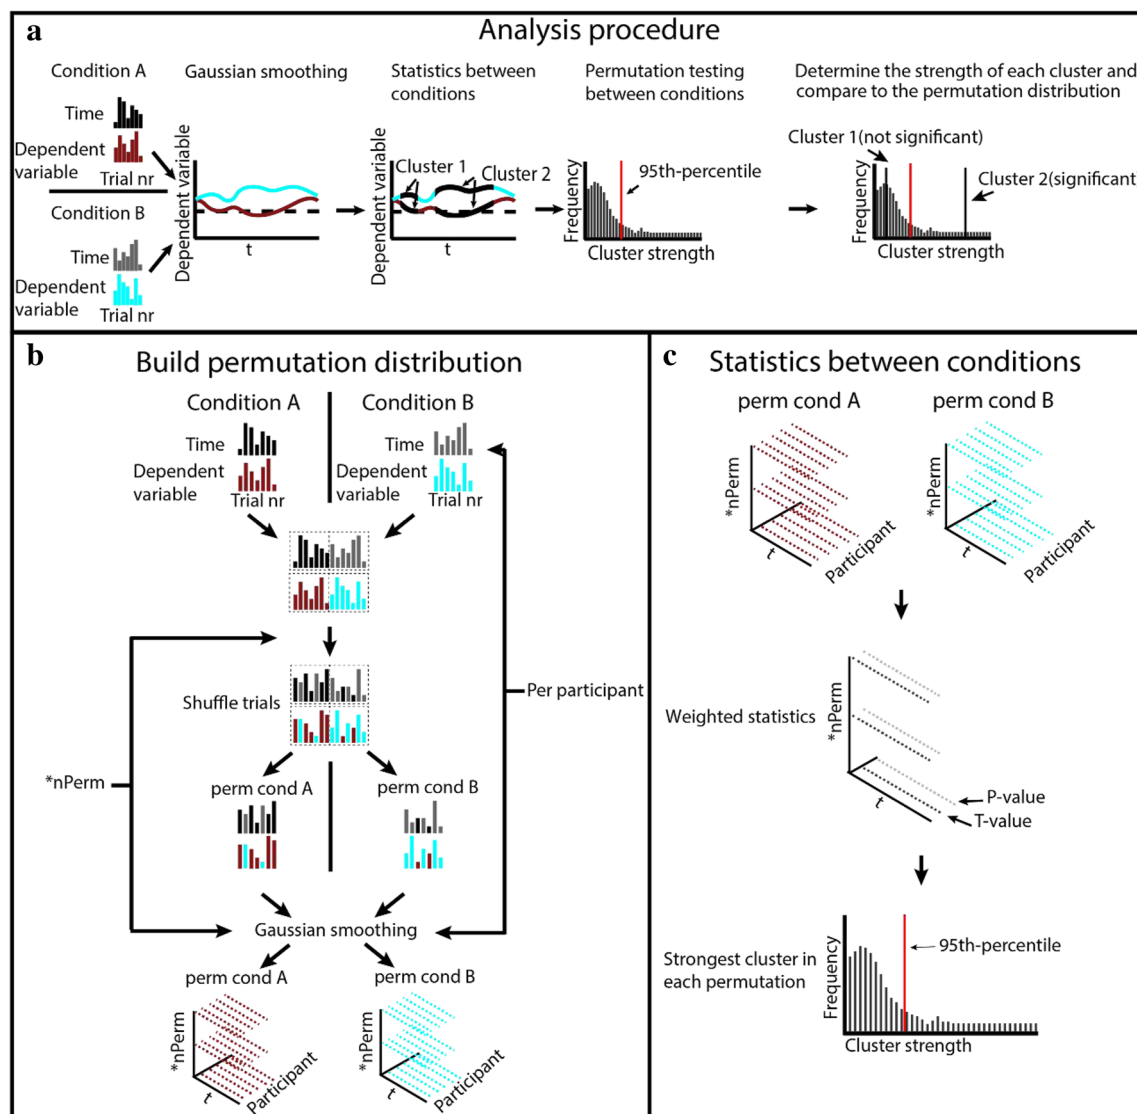 a
Analysis procedure
Condition A
Time
Dependent
variable
Trial nr
Condition B
Time
Dependent
variable
Trial nr
Gaussian smoothing
Dependent variable
t
Statistics between
conditions
Cluster 1
Cluster 2
Dependent variable
t
Permutation testing
between conditions
95th-percentile
Frequency
Cluster strength
Determine the strength of each cluster and
compare to the permutation distribution
Cluster 1(not significant)
Cluster 2(significant)
Frequency
Cluster strength
b
Build permutation distribution
Condition A
Condition B
Time
Dependent
variable
Trial nr
Time
Dependent
variable
Trial nr
Shuffle trials
Per participant
*nPerm
perm cond A
perm cond B
Gaussian smoothing
perm cond A
perm cond B
*nPerm
t
Participant
*nPerm
t
Participant
c
Statistics between conditions
perm cond A
perm cond B
*nPerm
t
Participant
*nPerm
t
Participant
Weighted statistics
*nPerm
t
P-value
T-value
Strongest cluster in
each permutation
Frequency
95th-percentile
Cluster strength